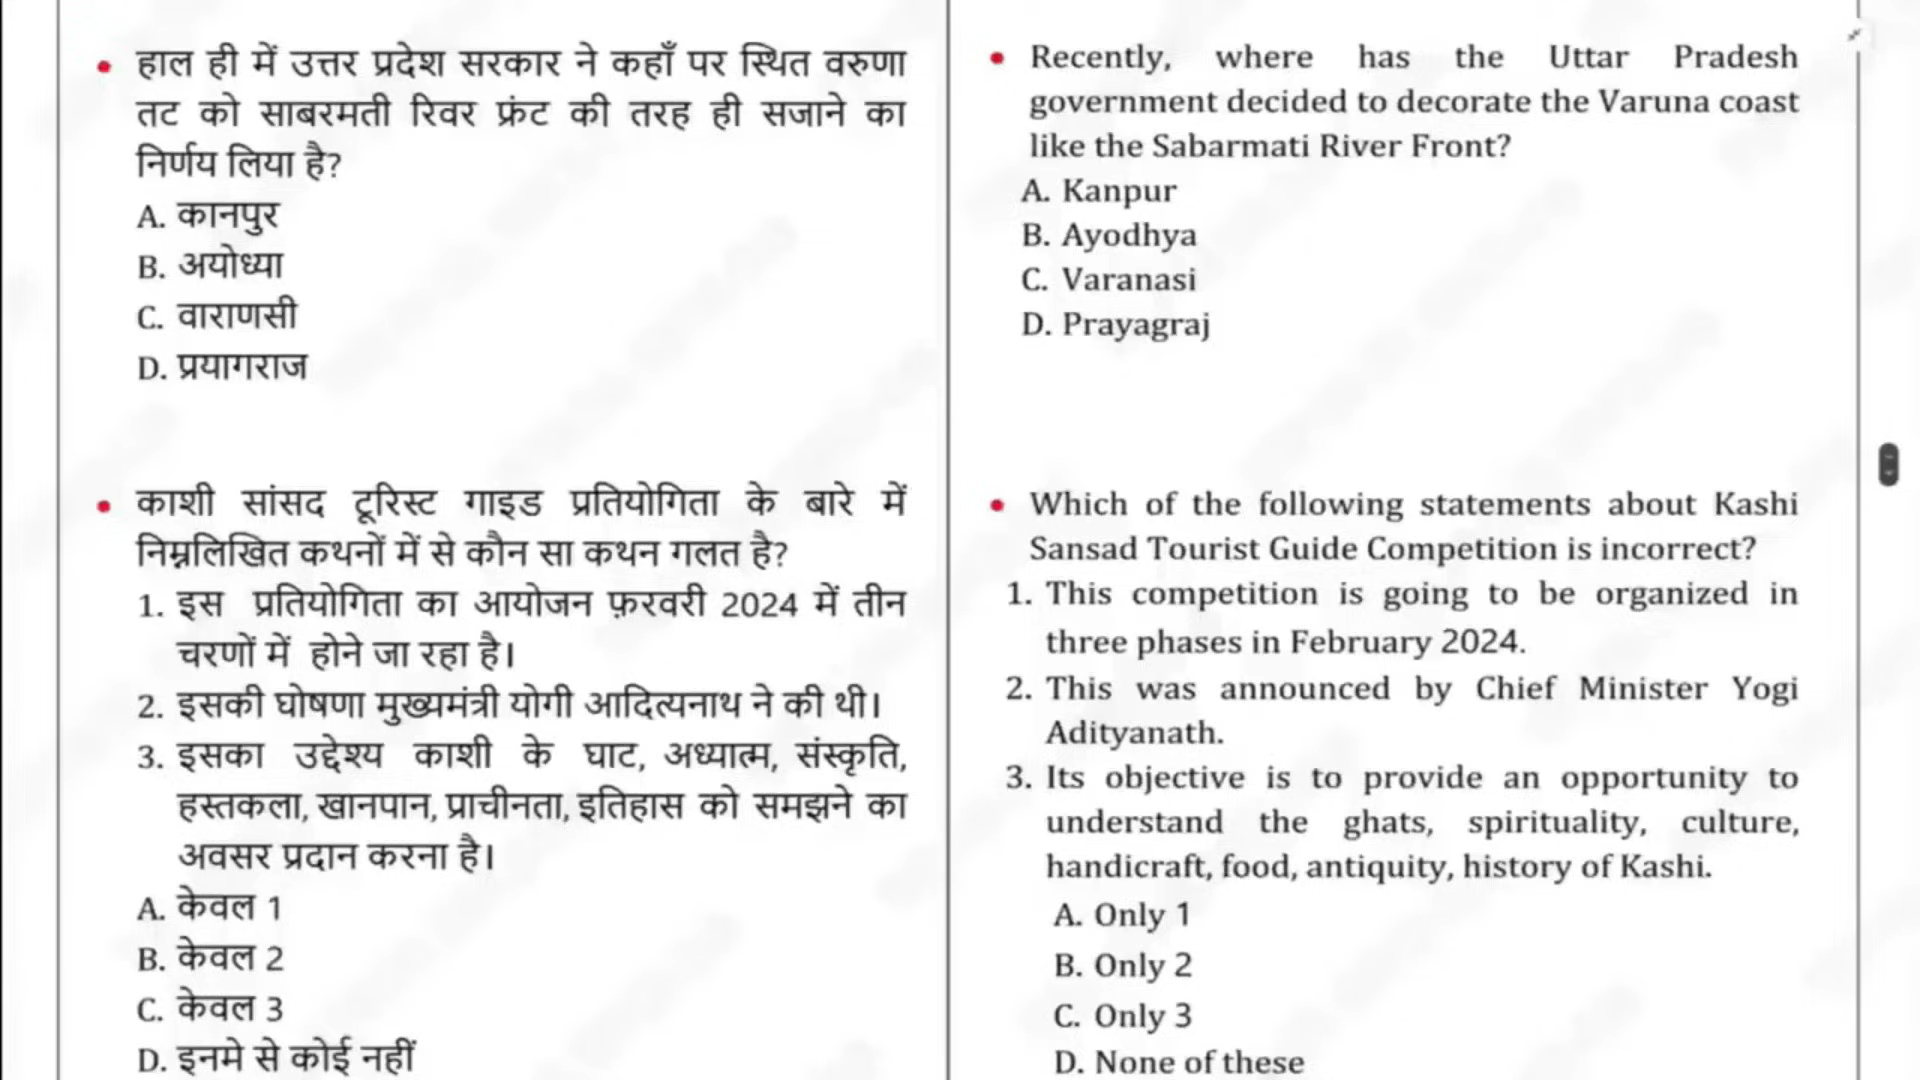 • हाल ही में उत्तर प्रदेश सरकार ने कहाँ पर स्थित वरुणा
तट को साबरमती रिवर फ्रंट की तरह ही सजाने का
निर्णय लिया है?
A. कानपुर
B. अयोध्या
C. वाराणसी
D. प्रयागराज
• काशी सांसद टूरिस्ट गाइड प्रतियोगिता के बारे में
निम्नलिखित कथनों में से कौन सा कथन गलत है?
1. इस प्रतियोगिता का आयोजन फ़रवरी 2024 में तीन
चरणों में होने जा रहा है।
2. इसकी घोषणा मुख्यमंत्री योगी आदित्यनाथ ने की थी।
3. इसका उद्देश्य काशी के घाट, अध्यात्म, संस्कृति,
हस्तकला, खानपान, प्राचीनता, इतिहास को समझने का
अवसर प्रदान करना है।
A. केवल 1
B. केवल 2
C. केवल 3
D. इनमे से कोई नहीं
• Recently, where has the Uttar Pradesh
government decided to decorate the Varuna coast
like the Sabarmati River Front?
A. Kanpur
B. Ayodhya
C. Varanasi
D. Prayagraj
• Which of the following statements about Kashi
Sansad Tourist Guide Competition is incorrect?
1. This competition is going to be organized in
three phases in February 2024.
2. This was announced by Chief Minister Yogi
Adityanath.
3. Its objective is to provide an opportunity to
understand the ghats, spirituality, culture,
handicraft, food, antiquity, history of Kashi.
A. Only 1
B. Only 2
C. Only 3
D. None of these